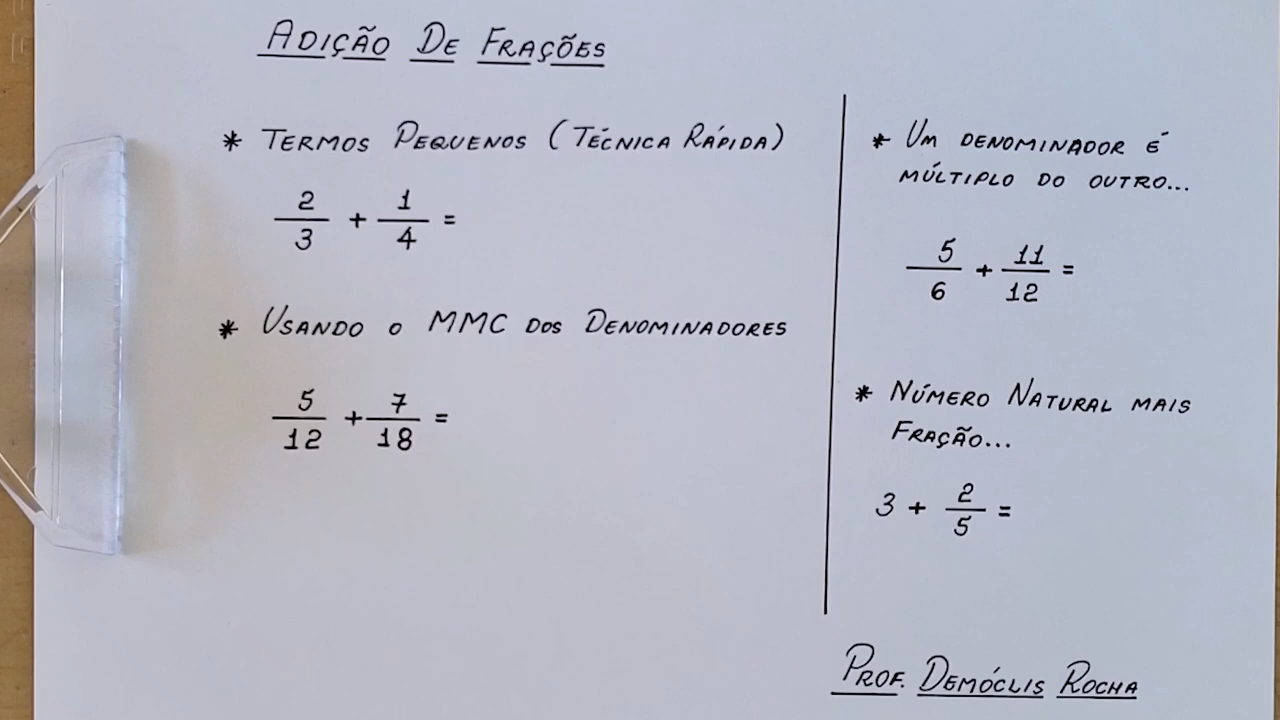 ADIÇÃO DE FRAÇÕES
* TERMOS PEQUENOS (TÉCNICA RÁPIDA)
2/3 + 1/4 =
* USANDO O MMC DOS DENOMINADORES
5/12 + 7/18 =
* UM DENOMINADOR É
MÚLTIPLO DO OUTRO...
5/6 + 11/12 =
* NÚMERO NATURAL MAIS
FRAÇÃO...
3 + 2/5 =
PROF. DEMÓCLIS ROCHA